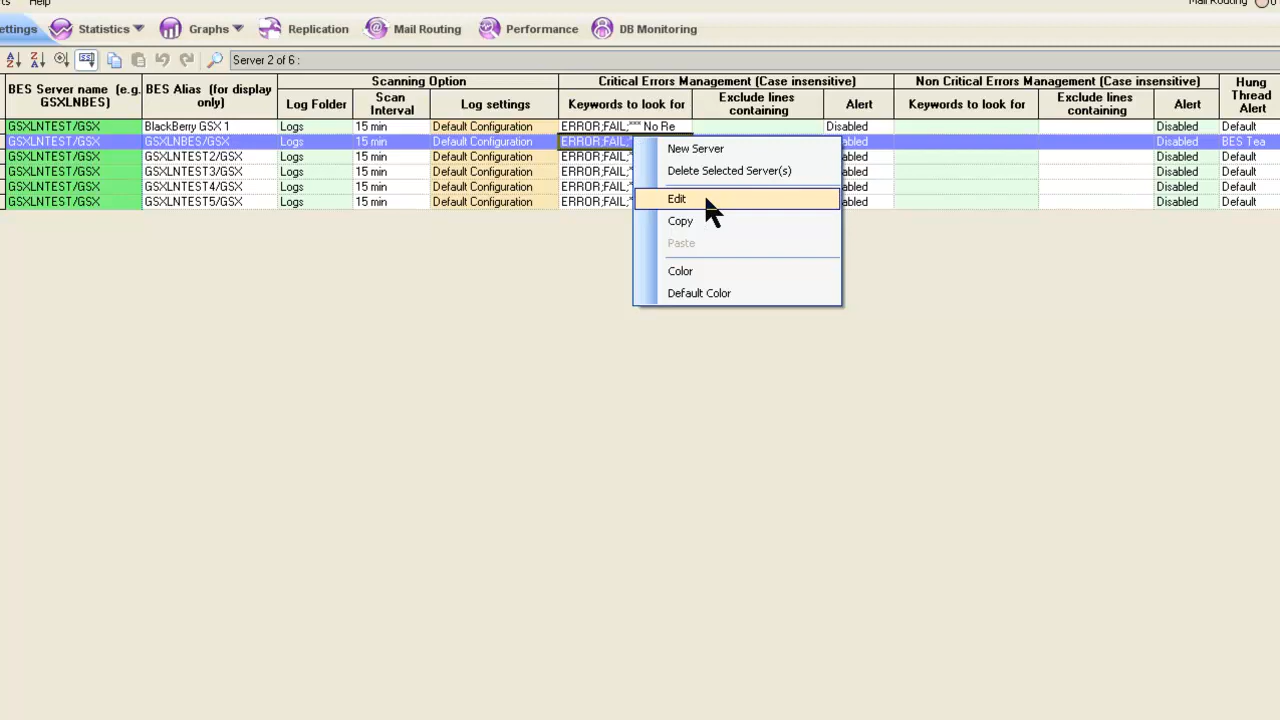 Help
Mail Routing
ettings Statistics Graphs Replication Mail Routing Performance DB Monitoring
Server 2 of 6 :
BES Server name (e.g. GSXLNBES) BES Alias (for display only) Scanning Option Critical Errors Management (Case insensitive) Non Critical Errors Management (Case insensitive) Hung Thread Alert
Log Folder Scan Interval Log settings Keywords to look for Exclude lines containing Alert Keywords to look for Exclude lines containing Alert
GSXLNTEST/GSX BlackBerry GSX 1 Logs 15 min Default Configuration ERROR;FAIL;*** No Re Disabled Disabled Default
GSXLNTEST/GSX GSXLNBES/GSX Logs 15 min Default Configuration ERROR;FAIL; abled Disabled BES Tea
GSXLNTEST/GSX GSXLNTEST2/GSX Logs 15 min Default Configuration ERROR;FAIL;* abled Disabled Default
GSXLNTEST/GSX GSXLNTEST3/GSX Logs 15 min Default Configuration ERROR;FAIL;* abled Disabled Default
GSXLNTEST/GSX GSXLNTEST4/GSX Logs 15 min Default Configuration ERROR;FAIL;* abled Disabled Default
GSXLNTEST/GSX GSXLNTEST5/GSX Logs 15 min Default Configuration ERROR;FAIL;* abled Disabled Default
New Server
Delete Selected Server(s)
Edit
Copy
Paste
Color
Default Color